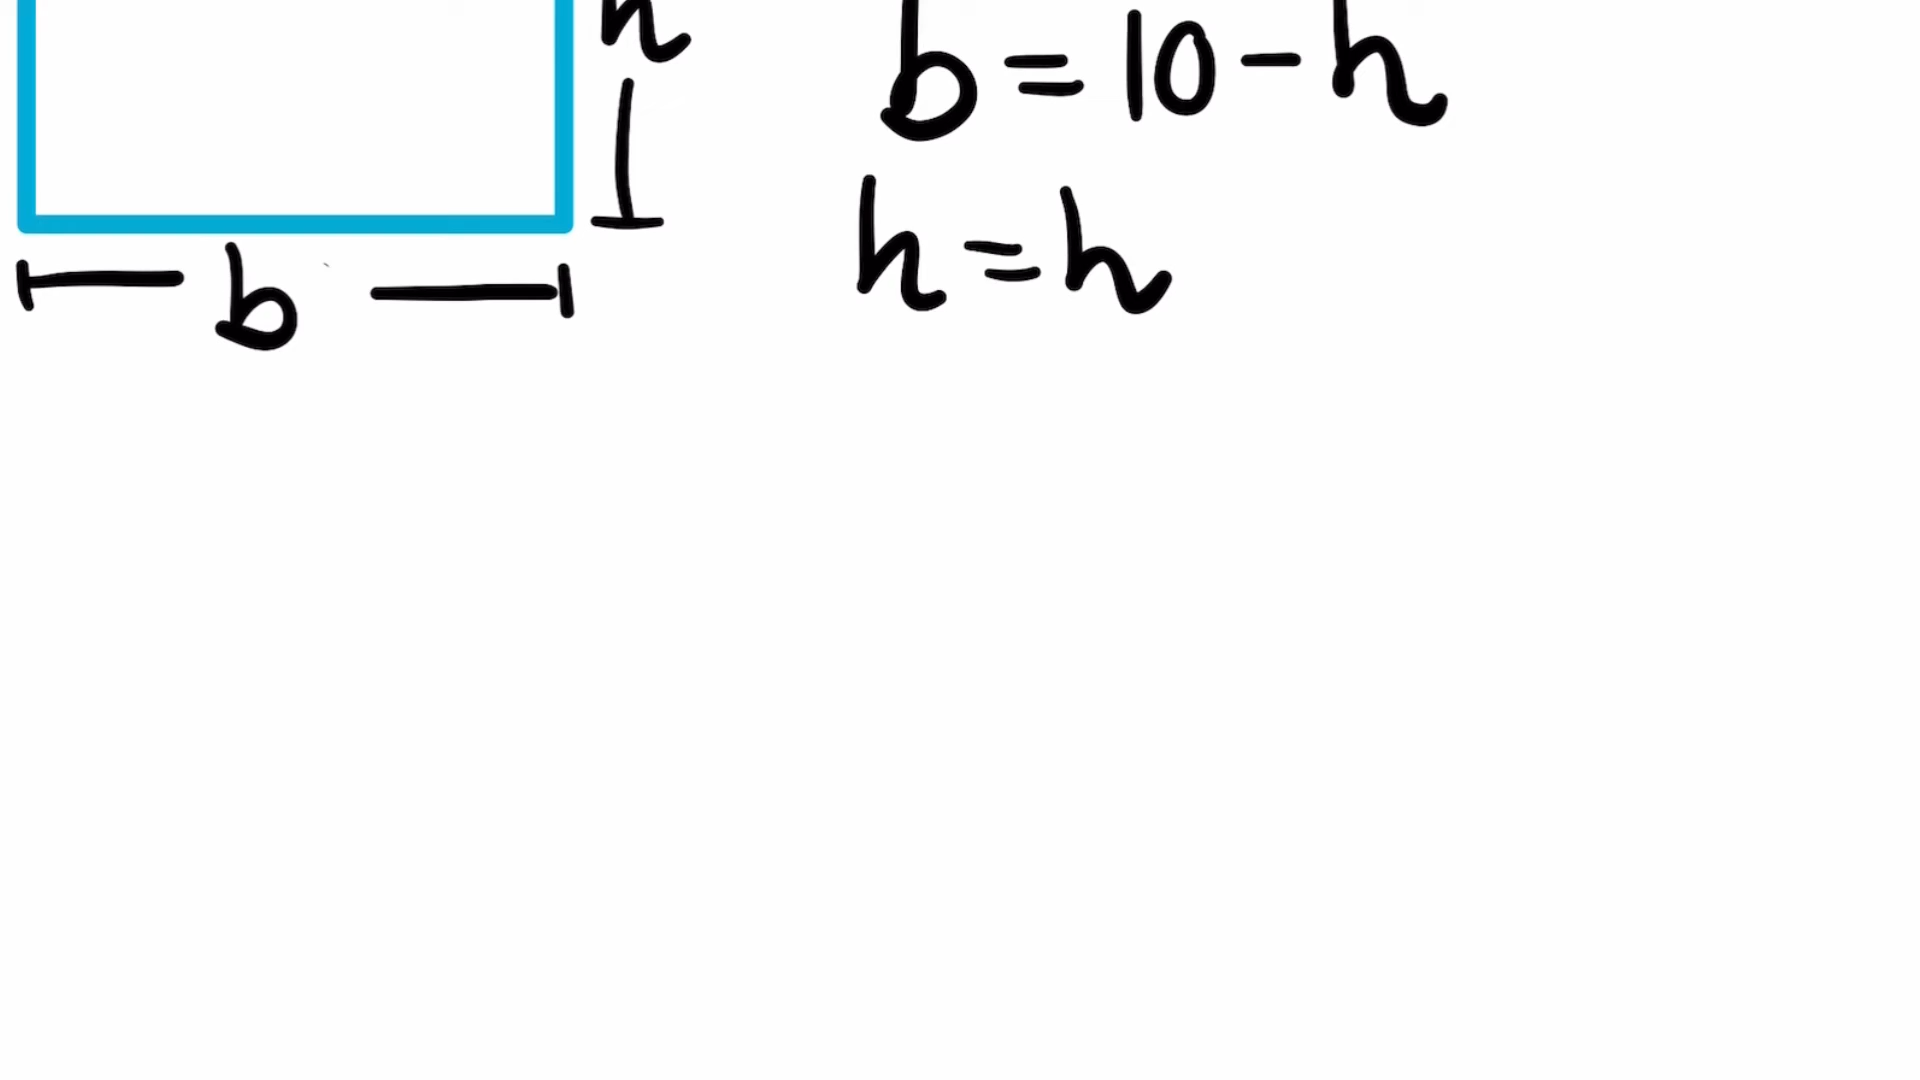 h
b = 10 - h
h = h
b